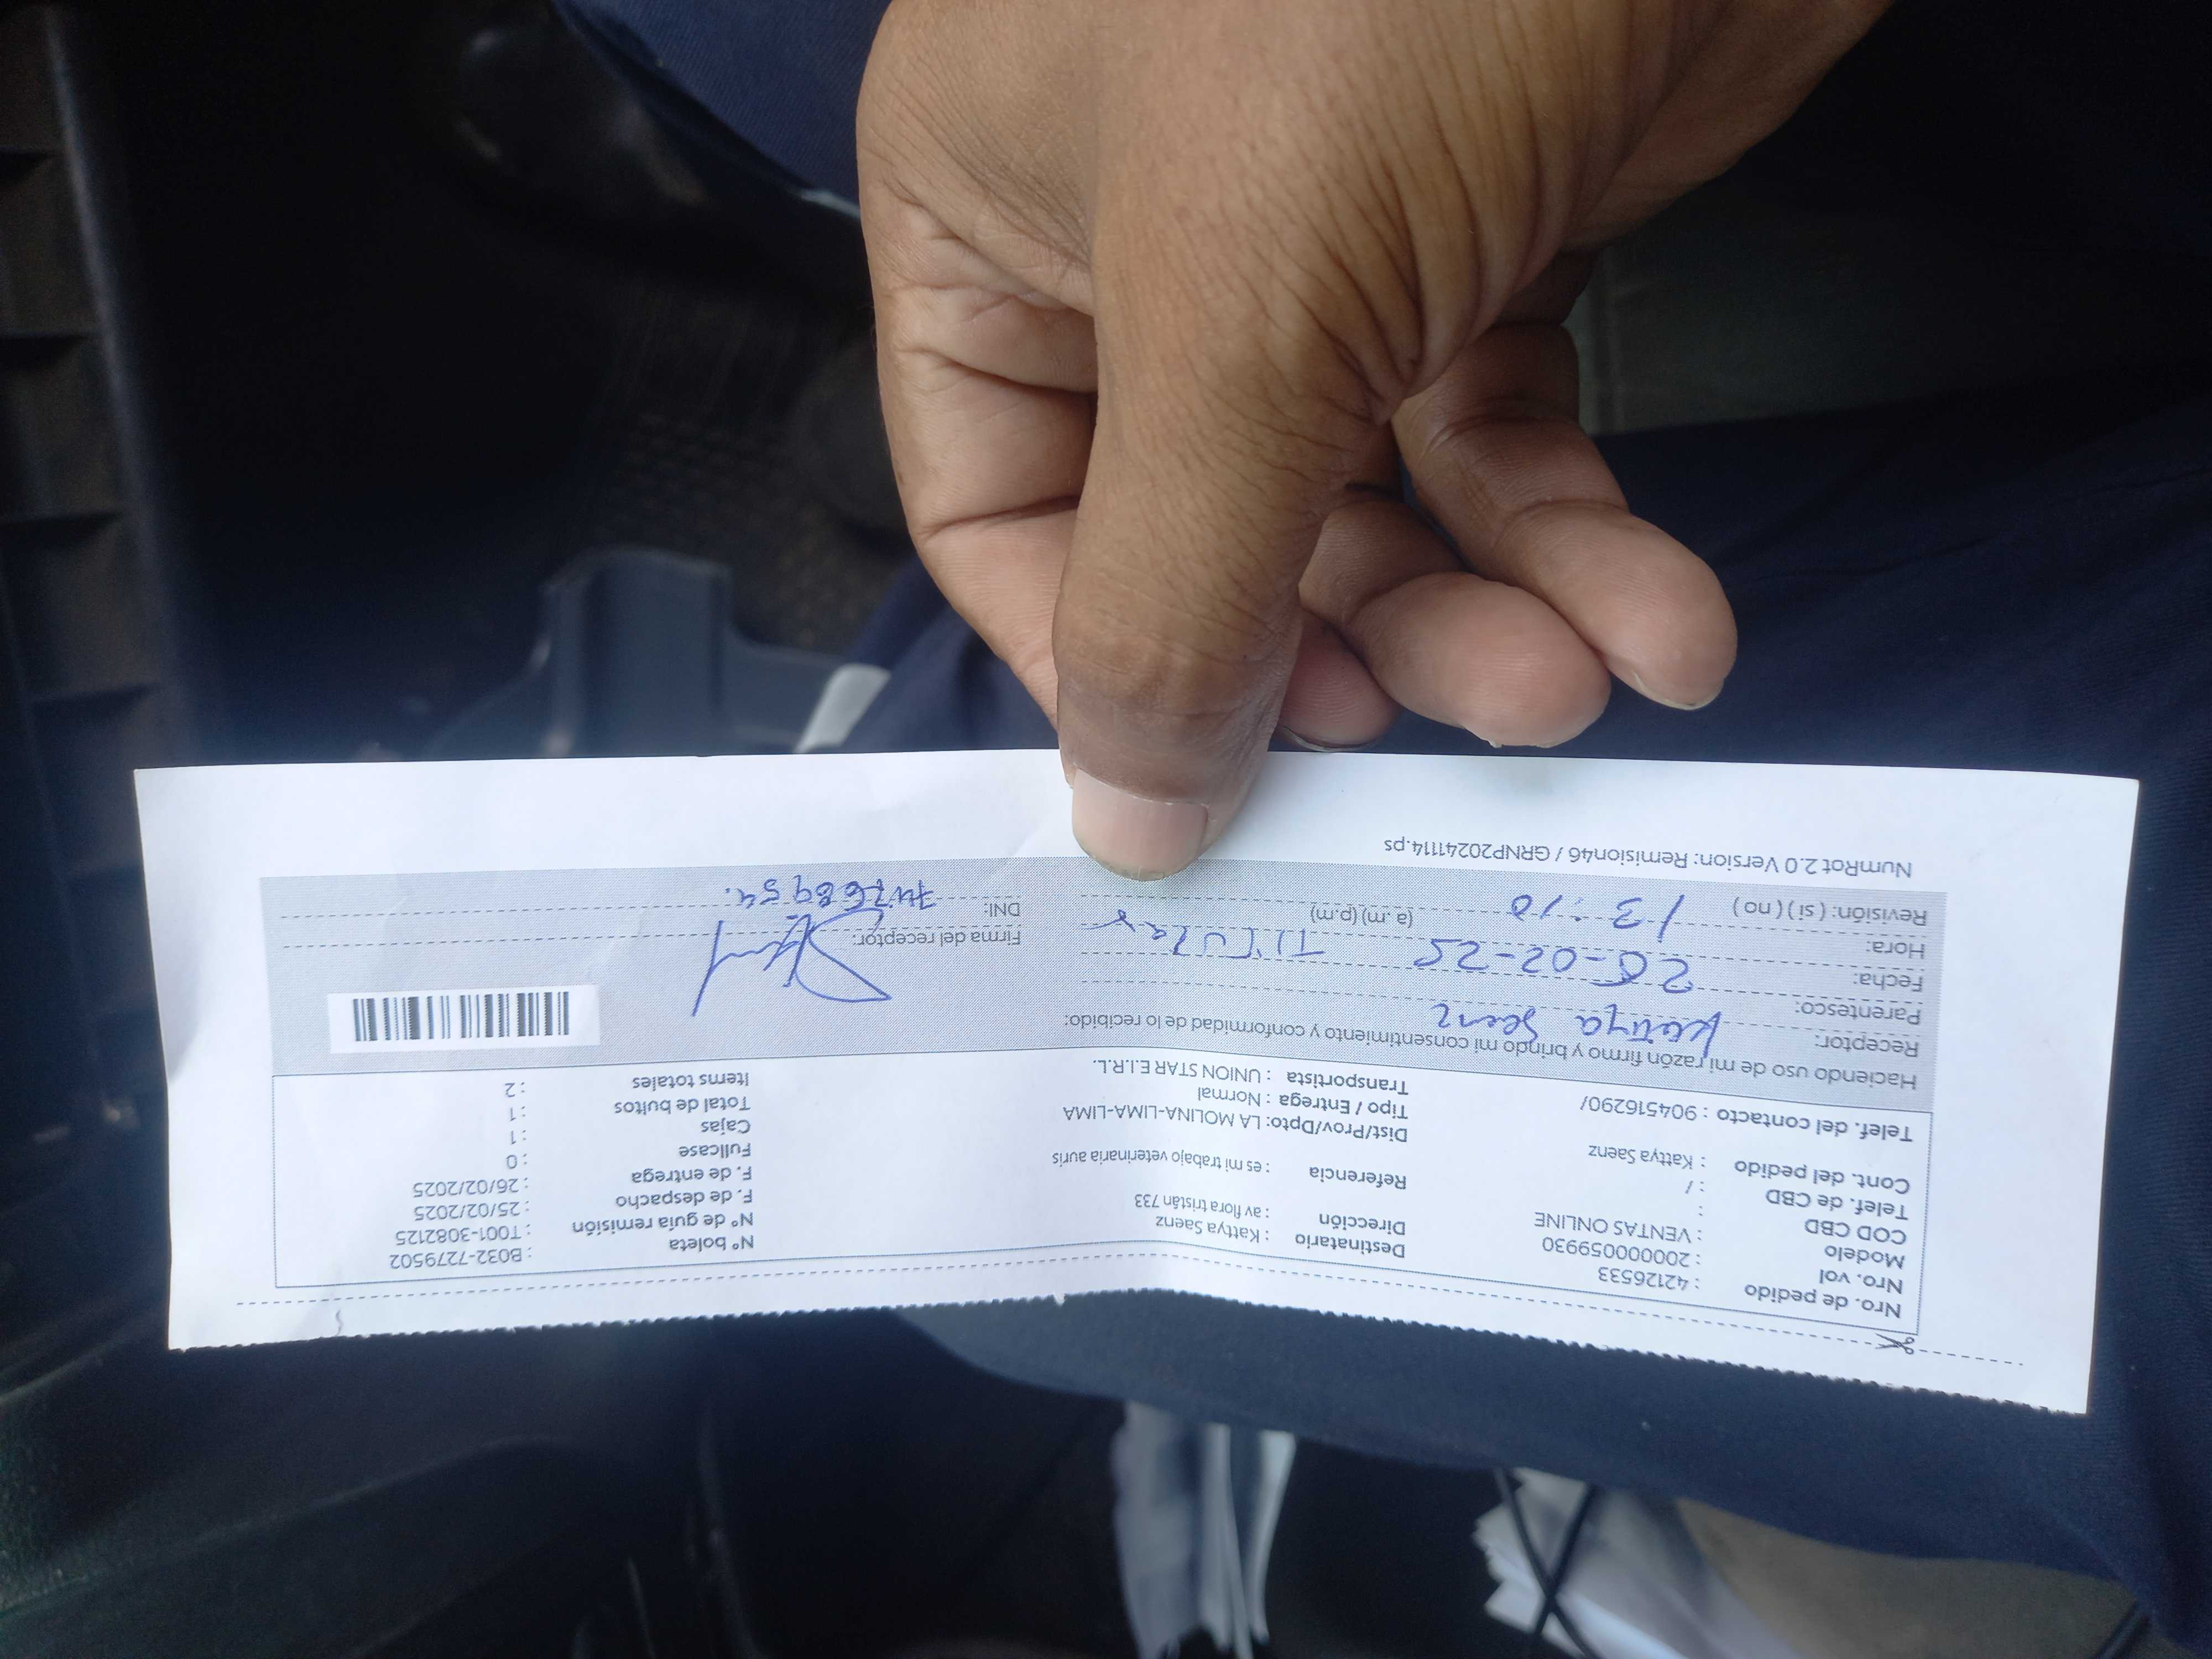 Nro. de pedido : 42126533
Nro. vol : 20000059930
Modelo : VENTAS ONLINE
COD CBD :
Telef. de CBD : /
Cont. del pedido : Kattya Saenz
Telef. del contacto : 904516290/
Destinatario : Kattya Saenz
Dirección : av flora tristán 733
Referencia : es mi trabajo veterinaria auris
Dist/Prov/Dpto: LA MOLINA-LIMA-LIMA
Tipo / Entrega : Normal
Transportista : UNION STAR E.I.R.L.
N° boleta : B032-7279502
N° de guia remisión : T001-3082125
F. de despacho : 25/02/2025
F. de entrega : 26/02/2025
Fullcase : 0
Cajas : 1
Total de bultos : 1
Items totales : 2
Haciendo uso de mi razón firmo y brindo mi consentimiento y conformidad de lo recibido:
Receptor: Kattya Saenz
Parentesco: Titular
Fecha: 26-02-25
Hora: 13:10 (a.m) (p.m)
Revisión: ( si ) ( no )
Firma del receptor:
DNI: 74768954.
NumRot 2.0 Version: Remision46 / GRNP20241114.ps